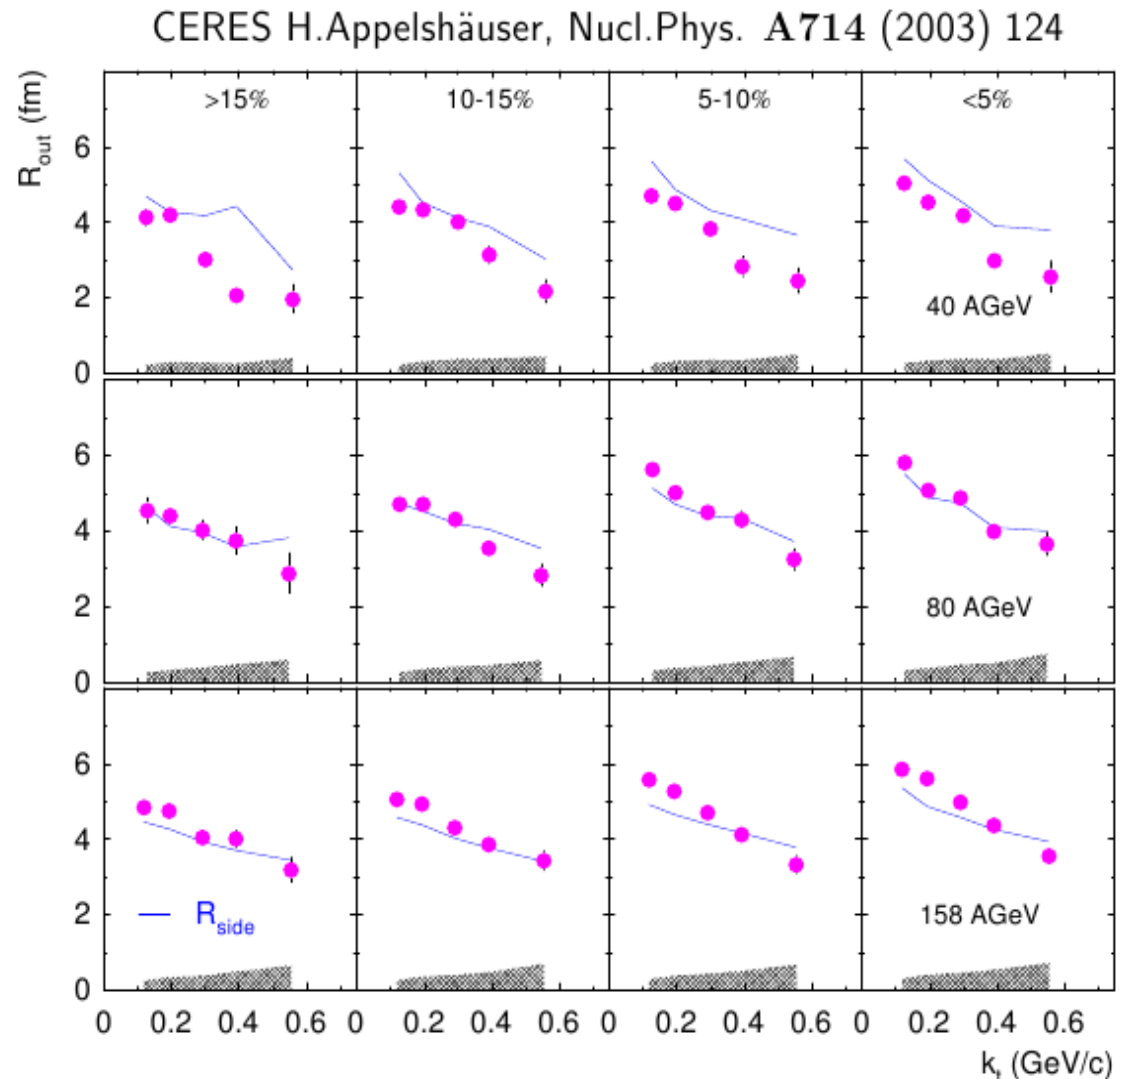 CERES H.Appelshäuser, Nucl.Phys. A714 (2003) 124
R_out (fm)
>15% 10-15% 5-10% <5%
6
4
2
0
40 AGeV
6
4
2
0
80 AGeV
6
4
2
0
R_side
158 AGeV
0 0.2 0.4 0.6 0 0.2 0.4 0.6 0 0.2 0.4 0.6 0 0.2 0.4 0.6
k_t (GeV/c)